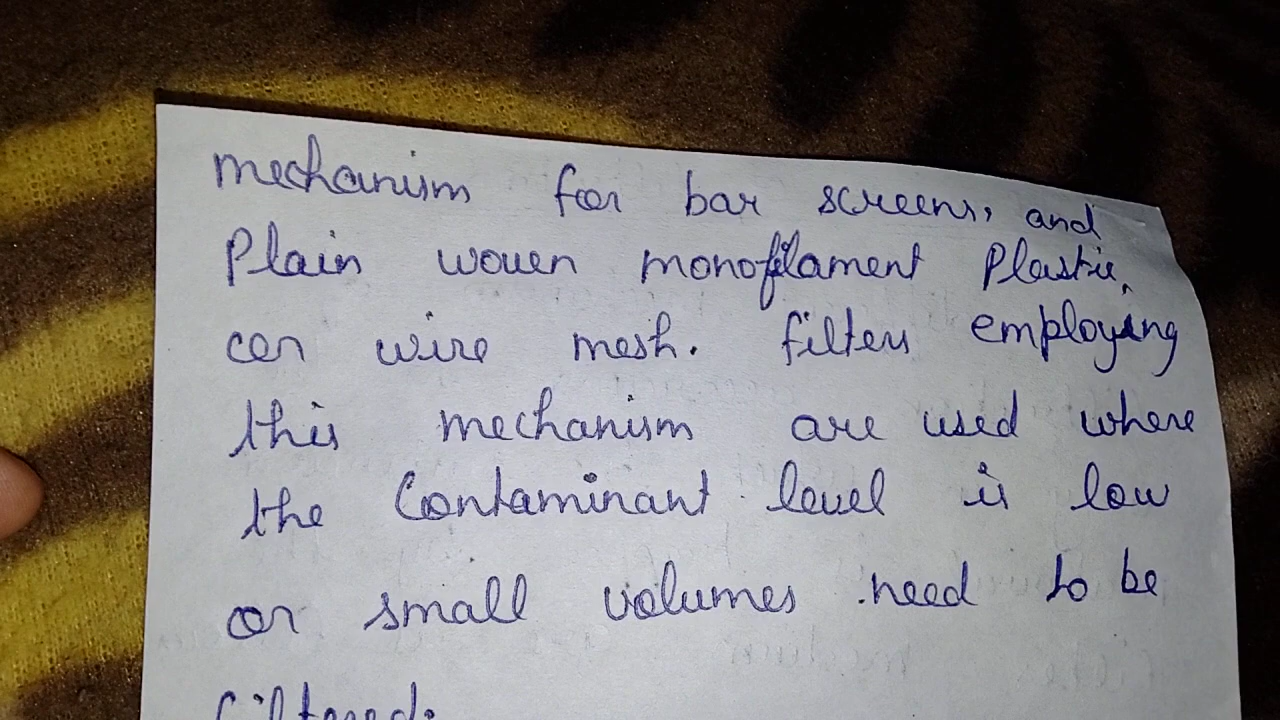 mechanism for bar screens, and
Plain woven monofilament Plastic,
or wire mesh. filters employing
this mechanism are used where
the Contaminant level is low
or small volumes need to be
filtered.